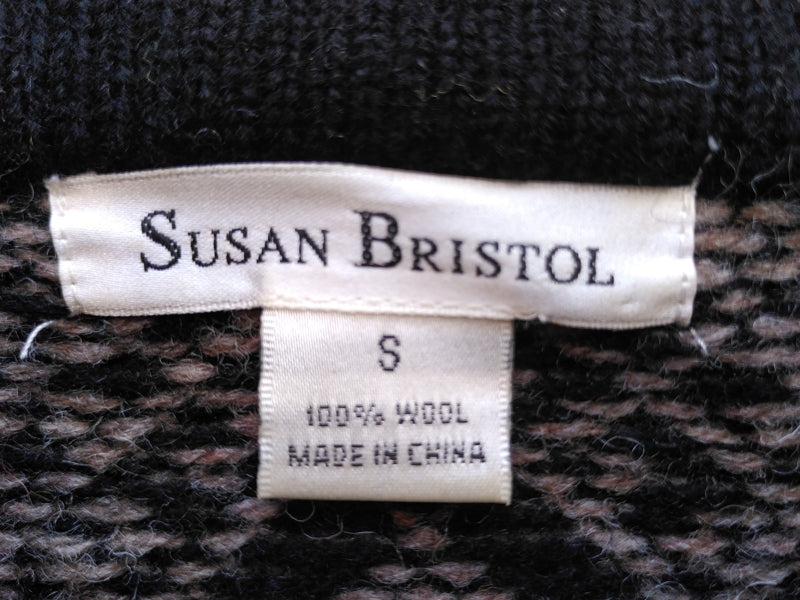 SUSAN BRISTOL
S
100% WOOL
MADE IN CHINA